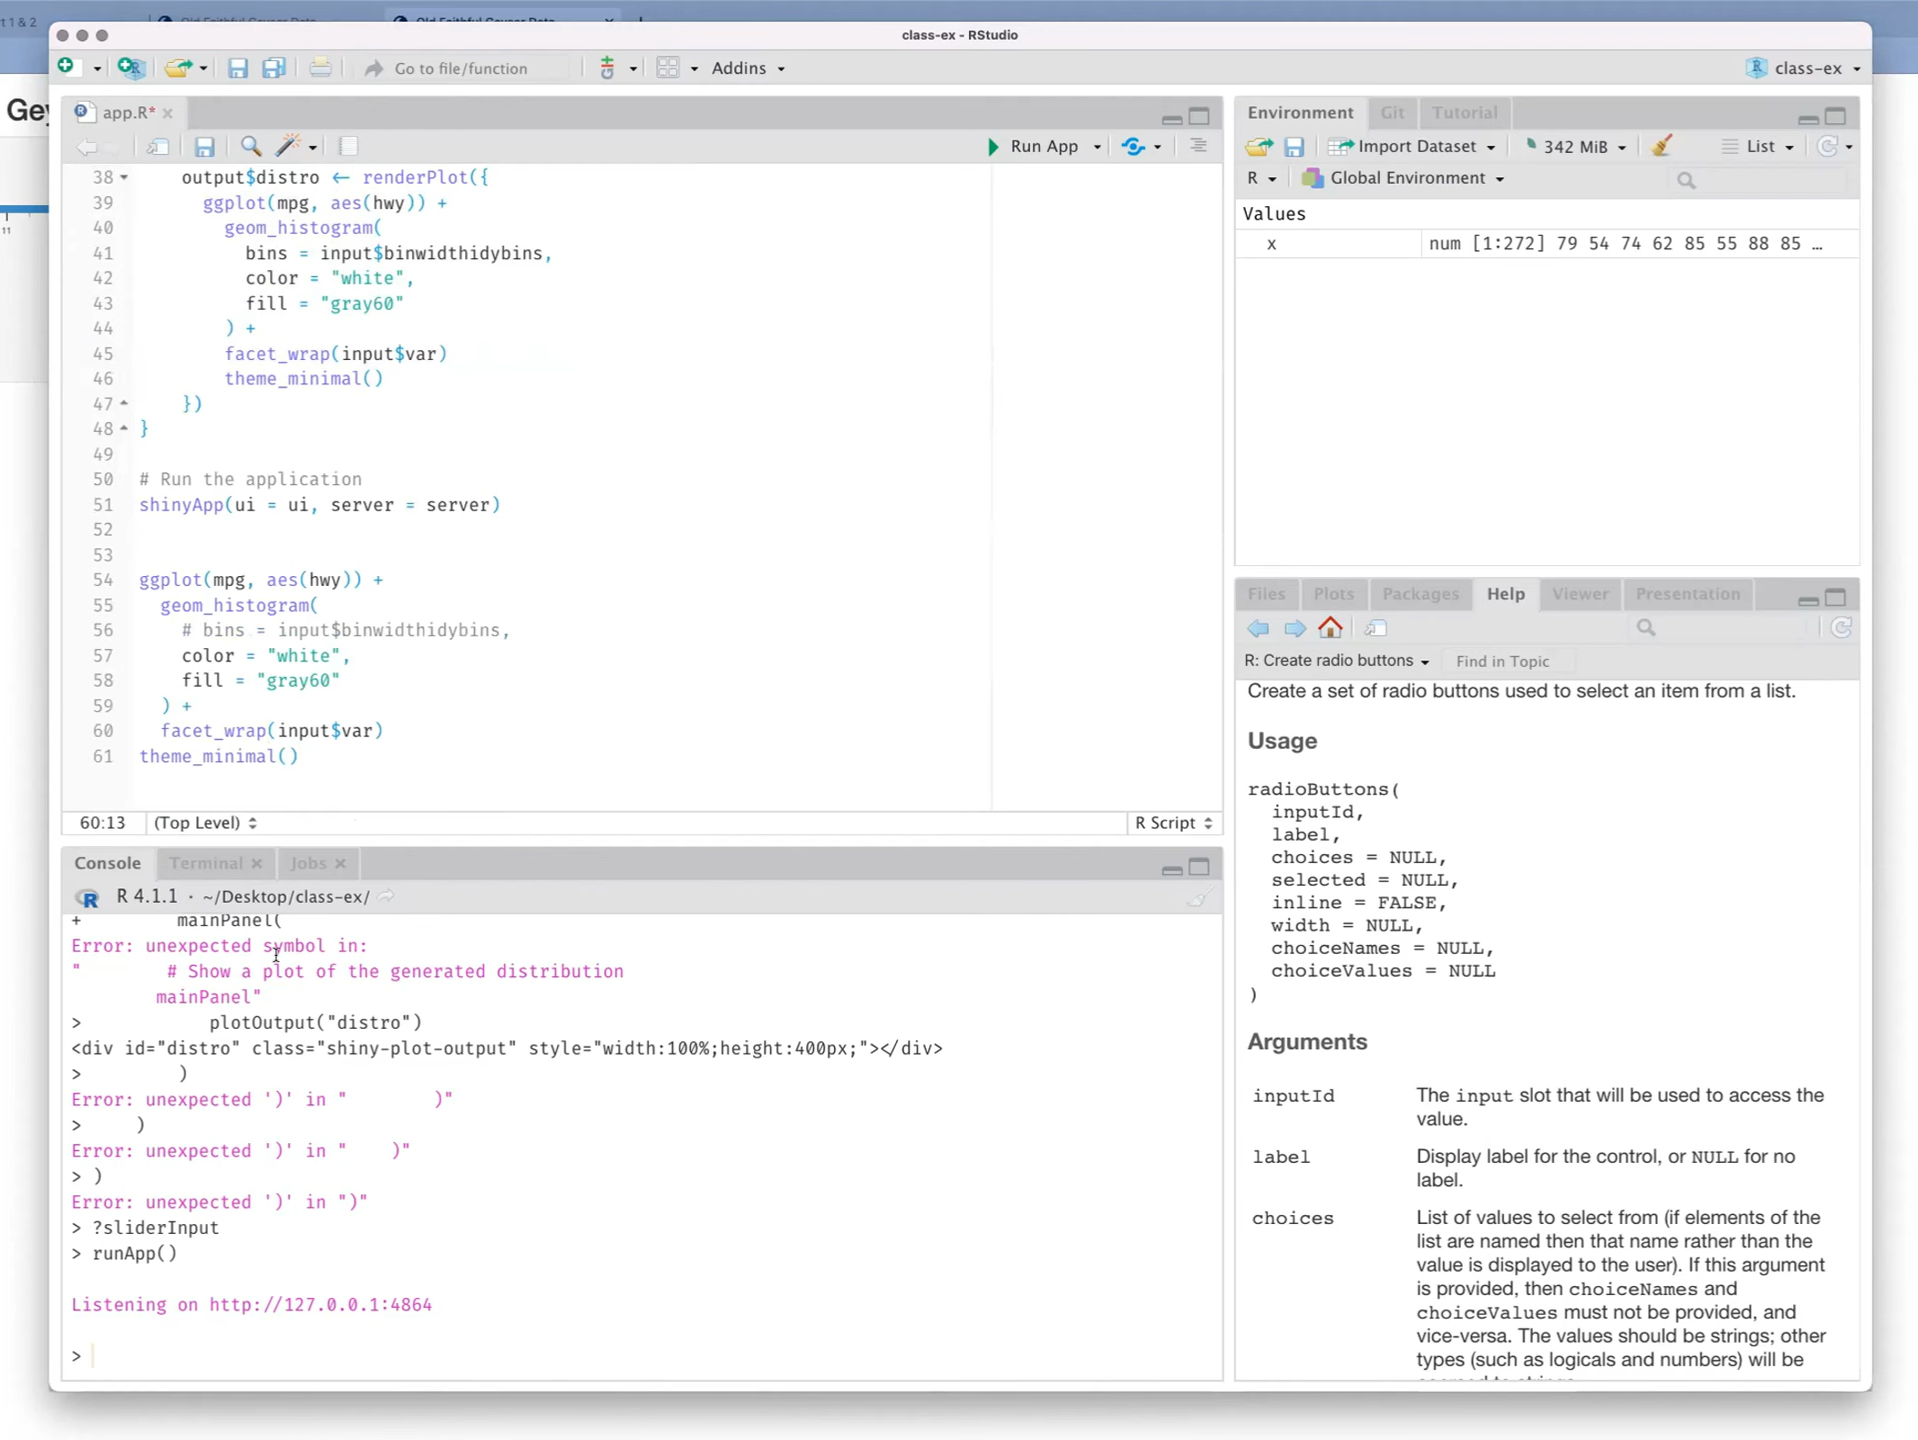 t 1 & 2
Old Faithful Geyser Data
Old Faithful Geyser Data
class-ex - RStudio
Go to file/function
Addins
class-ex
Gey
11
app.R*
Run App
38 output$distro <- renderPlot({
39 ggplot(mpg, aes(hwy)) +
40 geom_histogram(
41 bins = input$binwidthidybins,
42 color = "white",
43 fill = "gray60"
44 ) +
45 facet_wrap(input$var)
46 theme_minimal()
47 })
48 }
49
50 # Run the application
51 shinyApp(ui = ui, server = server)
52
53
54 ggplot(mpg, aes(hwy)) +
55 geom_histogram(
56 # bins = input$binwidthidybins,
57 color = "white",
58 fill = "gray60"
59 ) +
60 facet_wrap(input$var)
61 theme_minimal()
60:13 (Top Level)
R Script
Console Terminal Jobs
R 4.1.1 · ~/Desktop/class-ex/
+ mainPanel(
Error: unexpected symbol in:
" # Show a plot of the generated distribution
mainPanel"
> plotOutput("distro")
<div id="distro" class="shiny-plot-output" style="width:100%;height:400px;"></div>
> )
Error: unexpected ')' in " )"
> )
Error: unexpected ')' in " )"
> )
Error: unexpected ')' in ")"
> ?sliderInput
> runApp()
Listening on http://127.0.0.1:4864
>
Environment Git Tutorial
Import Dataset 342 MiB List
R Global Environment
Values
x num [1:272] 79 54 74 62 85 55 88 85 …
Files Plots Packages Help Viewer Presentation
R: Create radio buttons Find in Topic
Create a set of radio buttons used to select an item from a list.
Usage
radioButtons(
inputId,
label,
choices = NULL,
selected = NULL,
inline = FALSE,
width = NULL,
choiceNames = NULL,
choiceValues = NULL
)
Arguments
inputId The input slot that will be used to access the
value.
label Display label for the control, or NULL for no
label.
choices List of values to select from (if elements of the
list are named then that name rather than the
value is displayed to the user). If this argument
is provided, then choiceNames and
choiceValues must not be provided, and
vice-versa. The values should be strings; other
types (such as logicals and numbers) will be